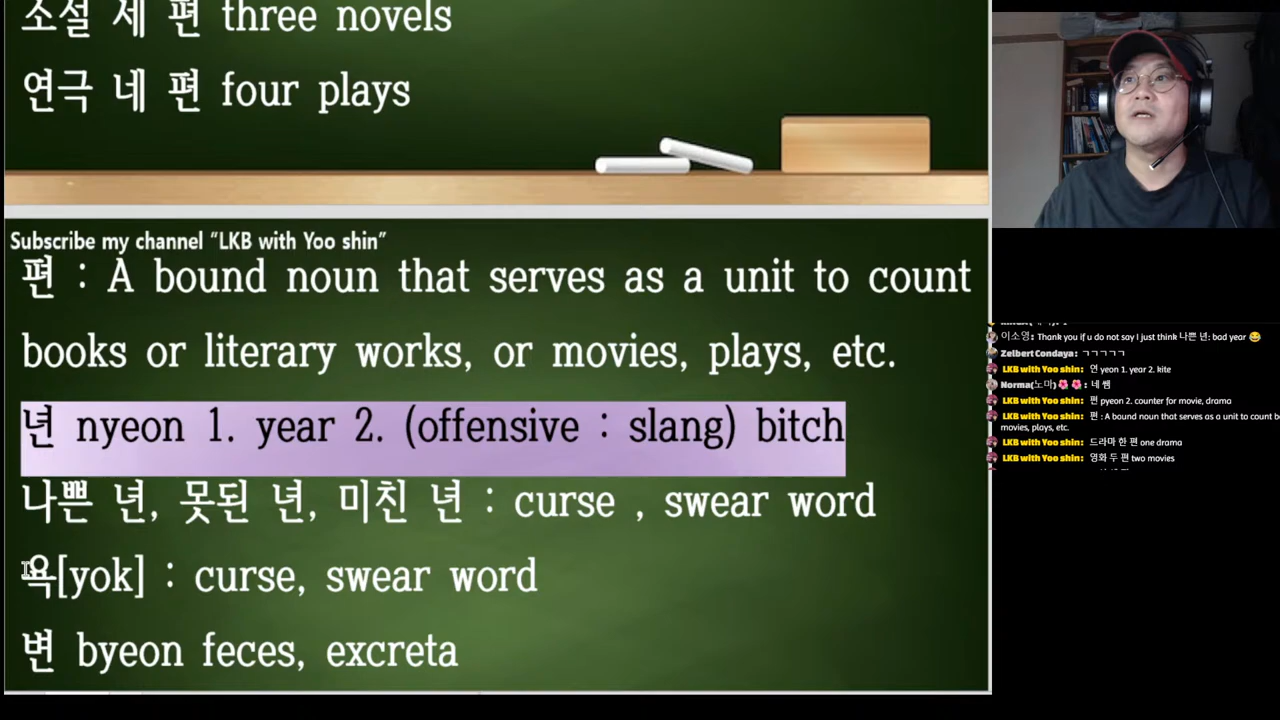 소설 세 편 three novels
연극 네 편 four plays
Subscribe my channel “LKB with Yoo shin”
편 : A bound noun that serves as a unit to count
books or literary works, or movies, plays, etc.
년 nyeon 1. year 2. (offensive : slang) bitch
나쁜 년, 못된 년, 미친 년 : curse , swear word
욕[yok] : curse, swear word
변 byeon feces, excreta
이소영: Thank you if u do not say I just think 나쁜 년: bad year 😂
Zelbert Condaya: ㄱㄱㄱㄱㄱ
LKB with Yoo shin: 연 yeon 1. year 2. kite
Norma(노마)🌺 🌺 : 네 쌤
LKB with Yoo shin: 편 pyeon 2. counter for movie, drama
LKB with Yoo shin: 편 : A bound noun that serves as a unit to count b
movies, plays, etc.
LKB with Yoo shin: 드라마 한 편 one drama
LKB with Yoo shin: 영화 두 편 two movies